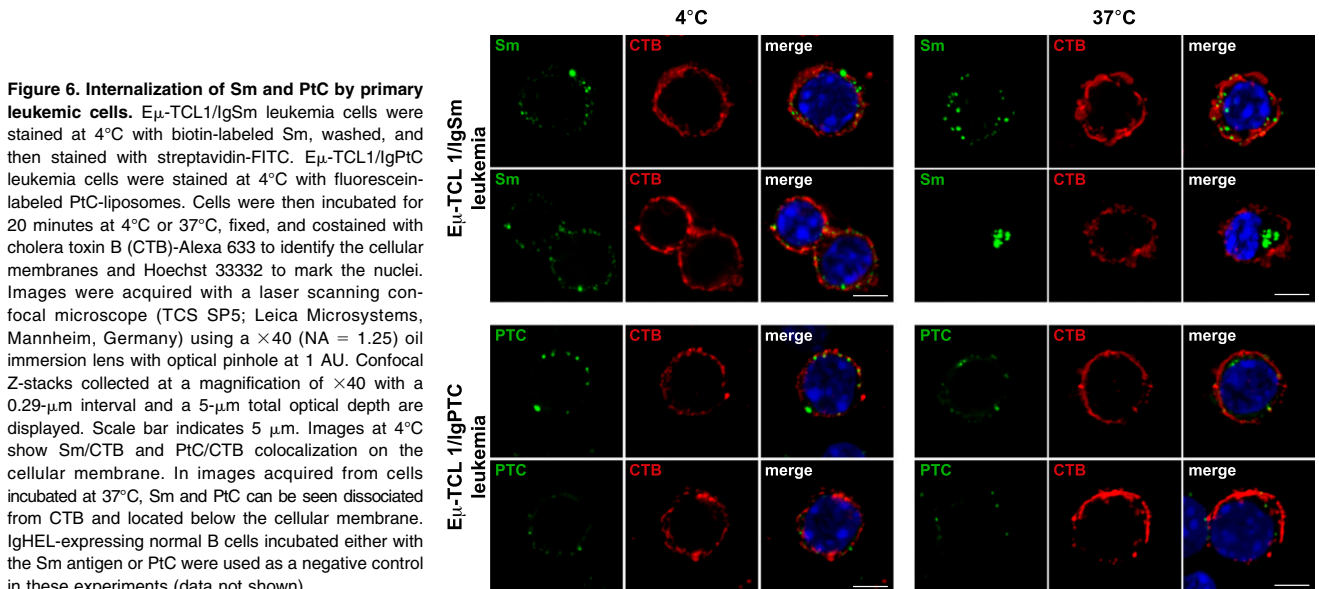 Figure 6. Internalization of Sm and PtC by primary
leukemic cells. Eμ-TCL1/IgSm leukemia cells were
stained at 4°C with biotin-labeled Sm, washed, and
then stained with streptavidin-FITC. Eμ-TCL1/IgPtC
leukemia cells were stained at 4°C with fluorescein-
labeled PtC-liposomes. Cells were then incubated for
20 minutes at 4°C or 37°C, fixed, and costained with
cholera toxin B (CTB)-Alexa 633 to identify the cellular
membranes and Hoechst 33332 to mark the nuclei.
Images were acquired with a laser scanning con-
focal microscope (TCS SP5; Leica Microsystems,
Mannheim, Germany) using a ×40 (NA = 1.25) oil
immersion lens with optical pinhole at 1 AU. Confocal
Z-stacks collected at a magnification of ×40 with a
0.29-μm interval and a 5-μm total optical depth are
displayed. Scale bar indicates 5 μm. Images at 4°C
show Sm/CTB and PtC/CTB colocalization on the
cellular membrane. In images acquired from cells
incubated at 37°C, Sm and PtC can be seen dissociated
from CTB and located below the cellular membrane.
IgHEL-expressing normal B cells incubated either with
the Sm antigen or PtC were used as a negative control
in these experiments (data not shown).
4°C 37°C
Eμ-TCL 1/IgSm
leukemia
Sm CTB merge Sm CTB merge
Sm CTB merge Sm CTB merge
Eμ-TCL 1/IgPTC
leukemia
PTC CTB merge PTC CTB merge
PTC CTB merge PTC CTB merge